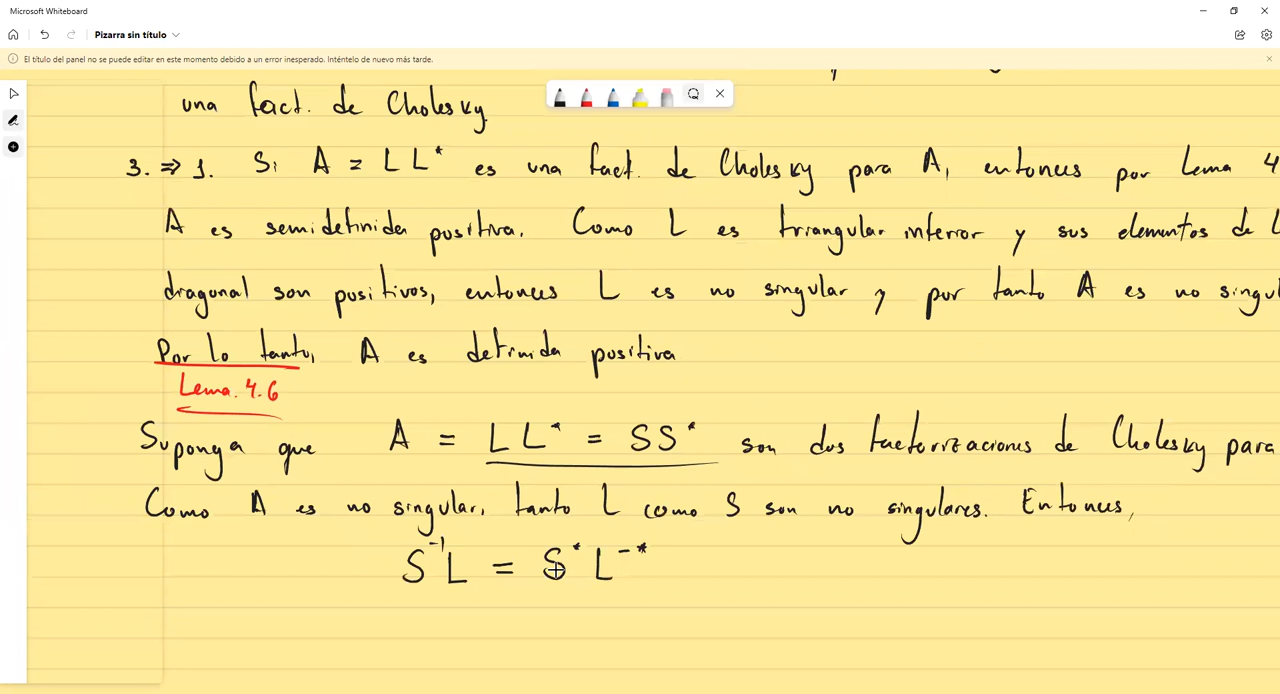 Microsoft Whiteboard
Pizarra sin título
El título del panel no se puede editar en este momento debido a un error inesperado. Inténtelo de nuevo más tarde.
una fact. de Cholesky
3. ⇒ 1. Si A = L L* es una fact. de Cholesky para A, entonces por Lema 4
A es semidefinida positiva. Como L es triangular inferior y sus elementos de l
diagonal son positivos, entonces L es no singular y por tanto A es no singul
Por lo tanto, A es definida positiva
Lema. 4.6
Suponga que A = L L* = S S* son dos factorizaciones de Cholesky para
Como A es no singular, tanto L como S son no singulares. Entonces,
S⁻¹L = S* L⁻*